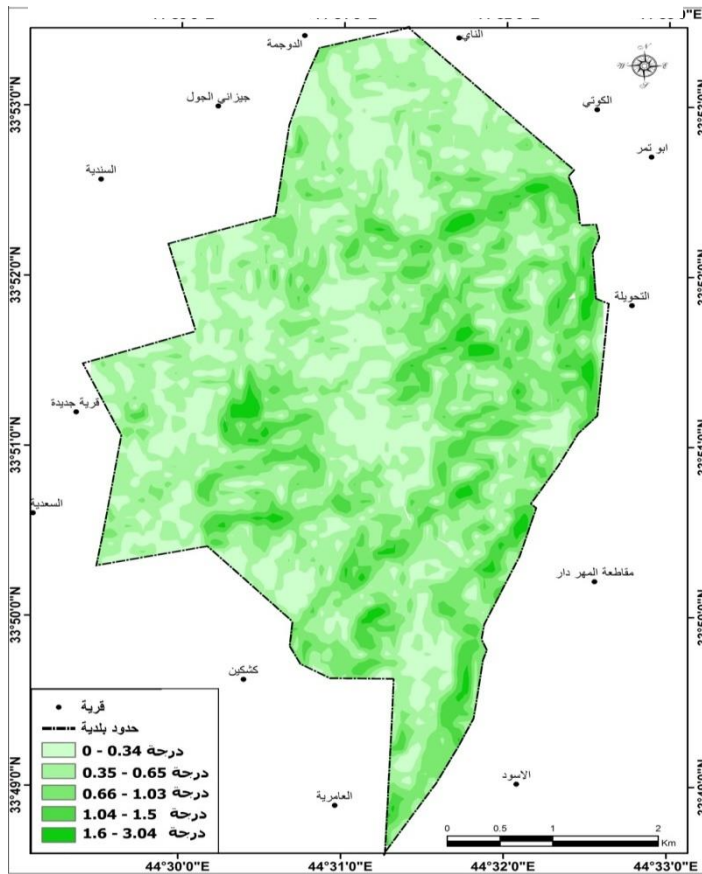 33°0'E
الدوجمة
الناي
33°53'0"N
جيزاني الجول
الكوتي
ابو تمر
السندية
33°52'0"N
التحويلة
قرية جديدة
33°51'0"N
السعدية
مقاطعة المهر دار
33°50'0"N
كشكين
قرية
حدود بلدية
0 - 0.34 درجة
0.35 - 0.65 درجة
0.66 - 1.03 درجة
1.04 - 1.5 درجة
1.6 - 3.04 درجة
33°49'0"N
العامرية
الاسود
0 0.5 1 2
Km
44°30'0"E 44°31'0"E 44°32'0"E 44°33'0"E